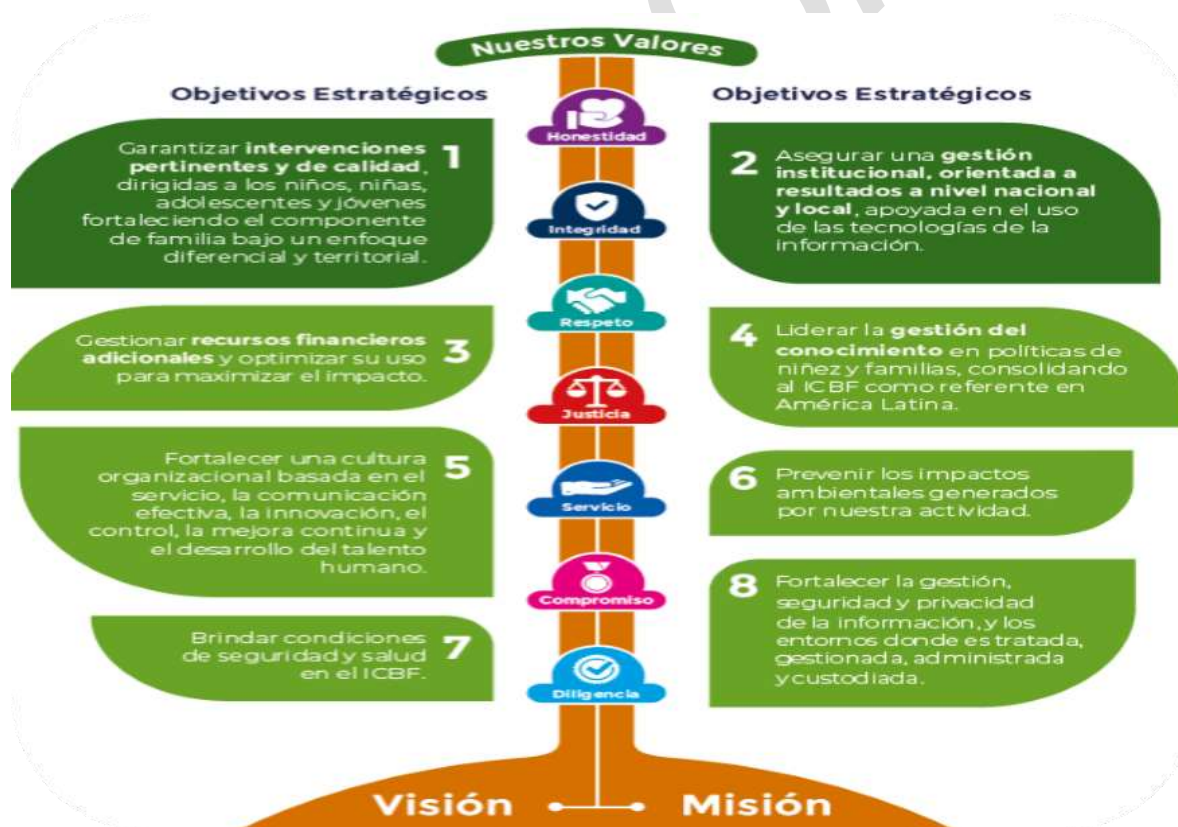 Nuestros Valores
Objetivos Estratégicos
Objetivos Estratégicos
Honestidad
1
Garantizar intervenciones
pertinentes y de calidad,
dirigidas a los niños, niñas,
adolescentes y jóvenes
fortaleciendo el componente
de familia bajo un enfoque
diferencial y territorial.
2
Asegurar una gestión
institucional, orientada a
resultados a nivel nacional
y local, apoyada en el uso
de las tecnologías de la
información.
Integridad
Respeto
3
Gestionar recursos financieros
adicionales y optimizar su uso
para maximizar el impacto.
4
Liderar la gestión del
conocimiento en políticas de
niñez y familias, consolidando
al ICBF como referente en
América Latina.
Justicia
5
Fortalecer una cultura
organizacional basada en el
servicio, la comunicación
efectiva, la innovación, el
control, la mejora continua y
el desarrollo del talento
humano.
6
Prevenir los impactos
ambientales generados
por nuestra actividad.
Servicio
Compromiso
7
Brindar condiciones
de seguridad y salud
en el ICBF.
8
Fortalecer la gestión,
seguridad y privacidad
de la información, y los
entornos donde es tratada,
gestionada, administrada
y custodiada.
Diligencia
Visión
Misión